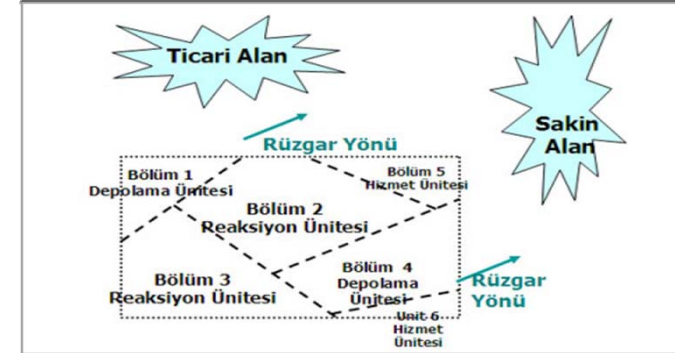 Ticari Alan
Sakin
Alan
Rüzgar Yönü
Bölüm 1
Depolama Ünitesi
Bölüm 5
Hizmet Ünitesi
Bölüm 2
Reaksiyon Ünitesi
Bölüm 3
Reaksiyon Ünitesi
Bölüm 4
Depolama
Ünitesi
Rüzgar
Yönü
Unit 6
Hizmet
Ünitesi